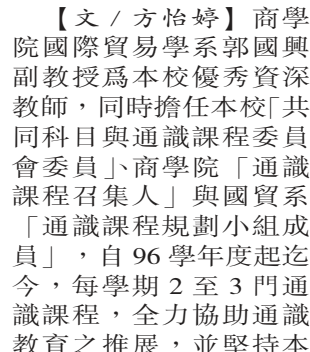 【文/方怡婷】商學
院國際貿易學系郭國興
副教授爲本校優秀資深
教師，同時擔任本校「共
同科目與通識課程委員
會委員」、商學院「通識
課程召集人」與國貿系
「通識課程規劃小組成
員」，自 96 學年度起迄
今，每學期 2 至 3 門通
識課程，全力協助通識
教育之推展，並堅持本